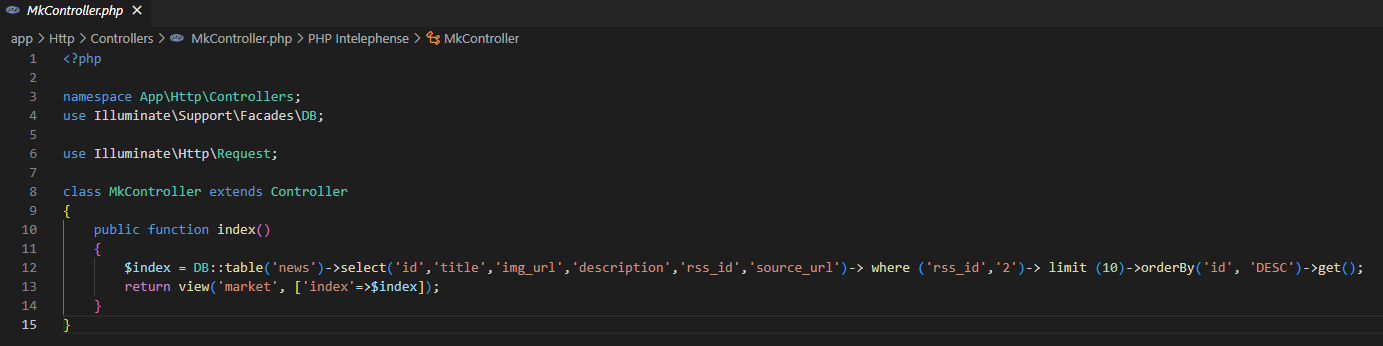 MkController.php ×
app > Http > Controllers > MkController.php > PHP Intelephense > MkController
1 <?php
2
3 namespace App\Http\Controllers;
4 use Illuminate\Support\Facades\DB;
5
6 use Illuminate\Http\Request;
7
8 class MkController extends Controller
9 {
10     public function index()
11     {
12         $index = DB::table('news')->select('id','title','img_url','description','rss_id','source_url')-> where ('rss_id','2')-> limit (10)->orderBy('id', 'DESC')->get();
13         return view('market', ['index'=>$index]);
14     }
15 }